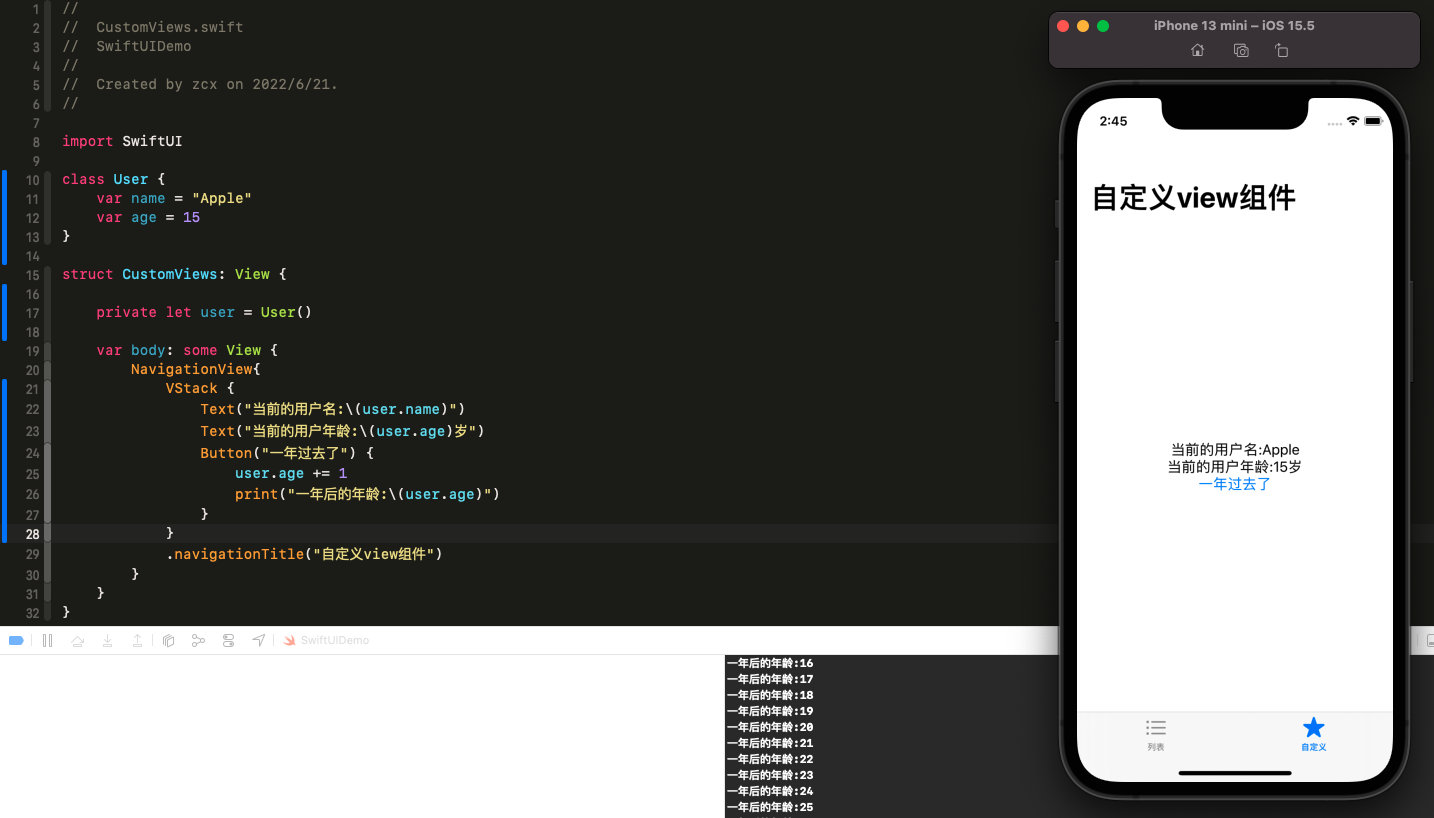 1 //
2 //  CustomViews.swift
3 //  SwiftUIDemo
4 //
5 //  Created by zcx on 2022/6/21.
6 //
7
8 import SwiftUI
9
10 class User {
11     var name = "Apple"
12     var age = 15
13 }
14
15 struct CustomViews: View {
16
17     private let user = User()
18
19     var body: some View {
20         NavigationView{
21             VStack {
22                 Text("当前的用户名:\(user.name)")
23                 Text("当前的用户年龄:\(user.age)岁")
24                 Button("一年过去了") {
25                     user.age += 1
26                     print("一年后的年龄:\(user.age)")
27                 }
28             }
29             .navigationTitle("自定义view组件")
30         }
31     }
32 }
SwiftUIDemo
一年后的年龄:16
一年后的年龄:17
一年后的年龄:18
一年后的年龄:19
一年后的年龄:20
一年后的年龄:21
一年后的年龄:22
一年后的年龄:23
一年后的年龄:24
一年后的年龄:25
iPhone 13 mini – iOS 15.5
2:45
自定义view组件
当前的用户名:Apple
当前的用户年龄:15岁
一年过去了
列表
自定义